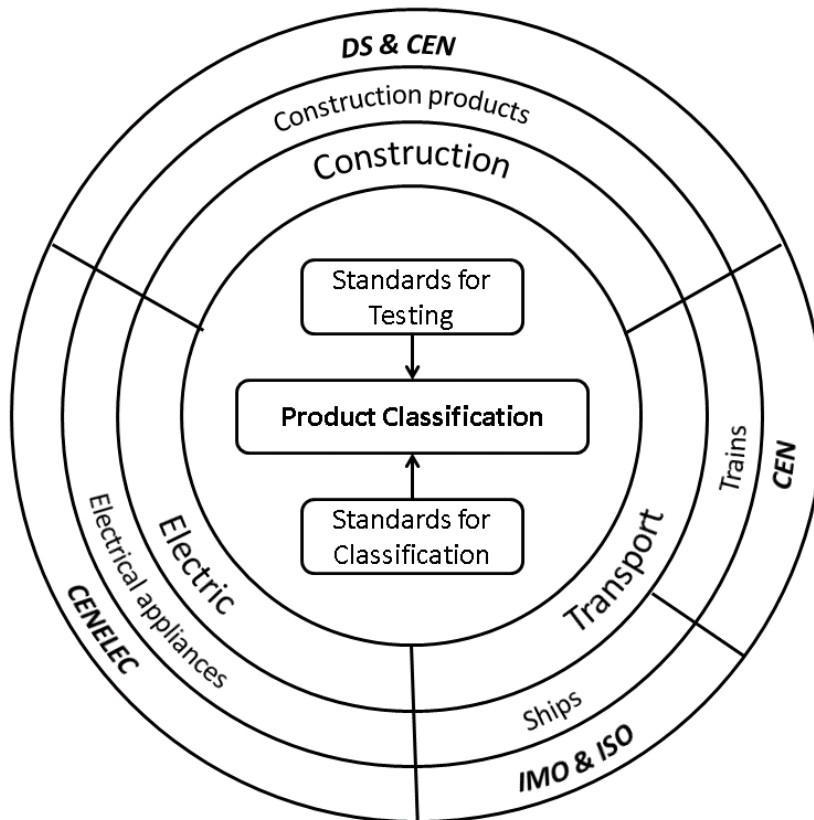 DS & CEN
Construction products
Construction
Standards for
Testing
Product Classification
Standards for
Classification
Electric
Electrical appliances
CENELEC
Transport
Trains
CEN
Ships
IMO & ISO